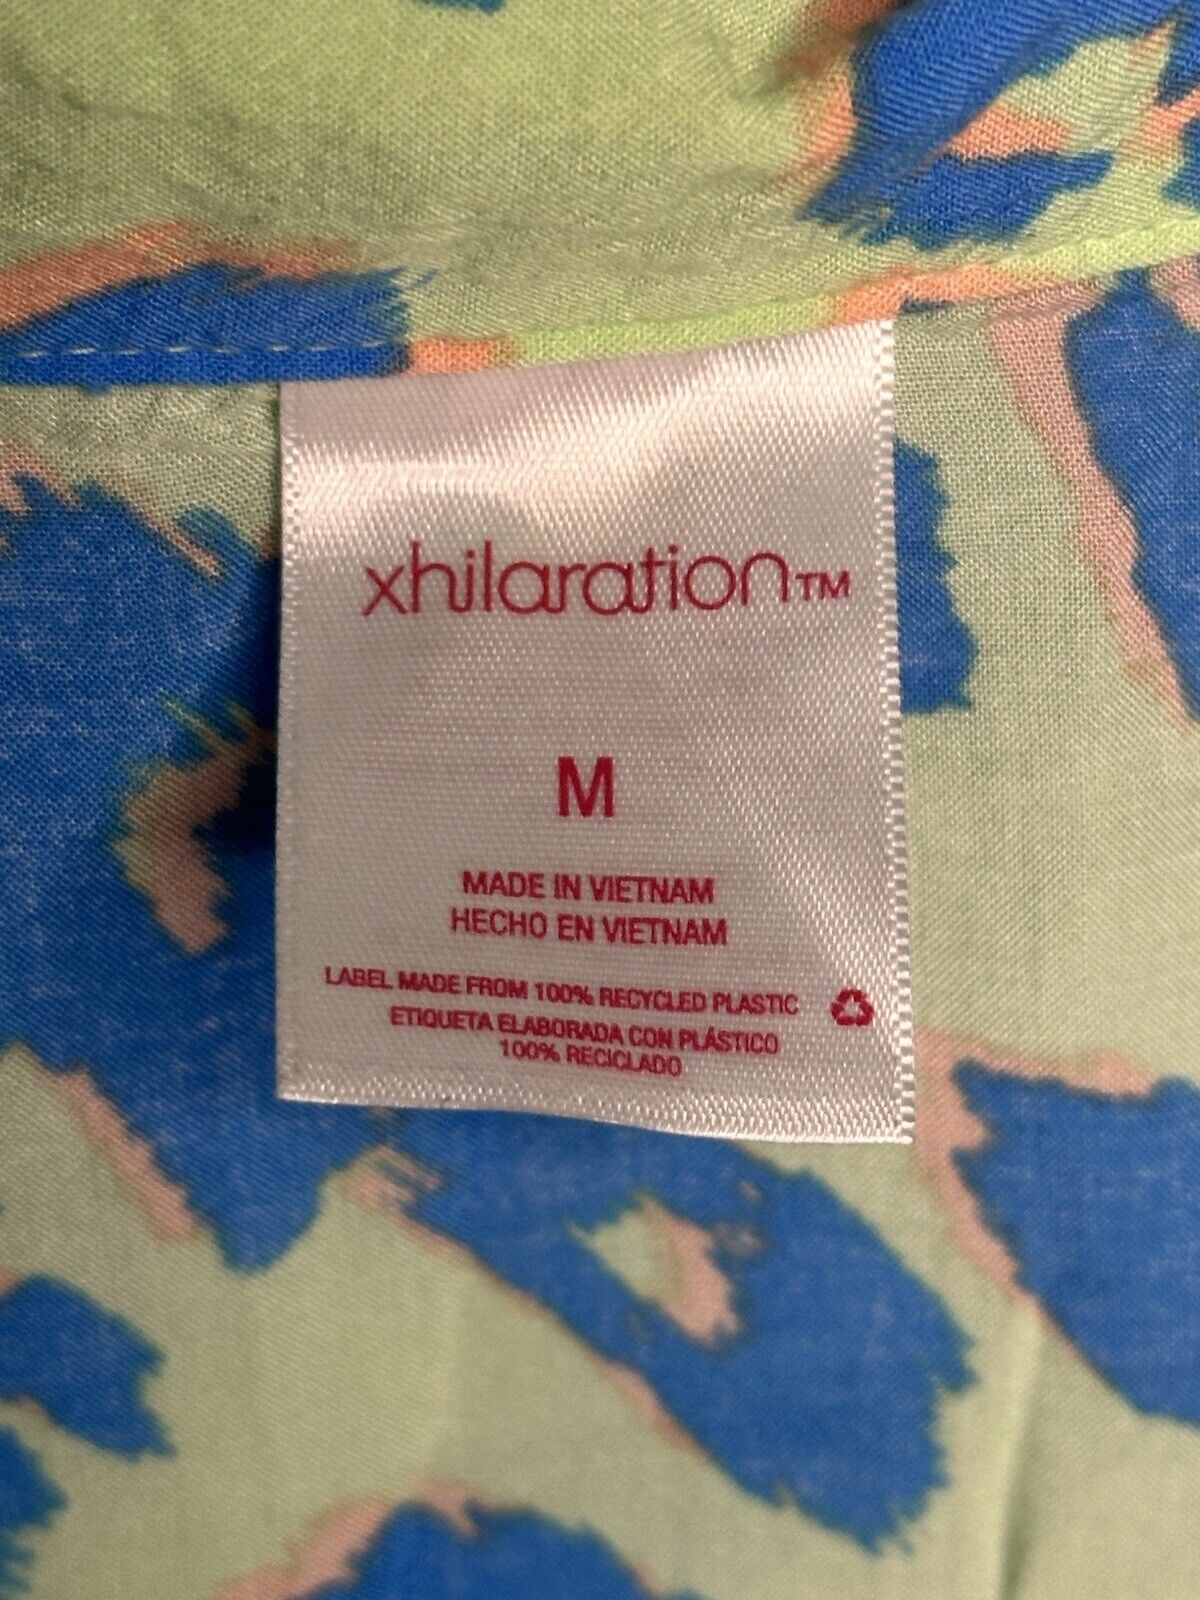 xhilaration™
M
MADE IN VIETNAM
HECHO EN VIETNAM
LABEL MADE FROM 100% RECYCLED PLASTIC
ETIQUETA ELABORADA CON PLÁSTICO
100% RECICLADO